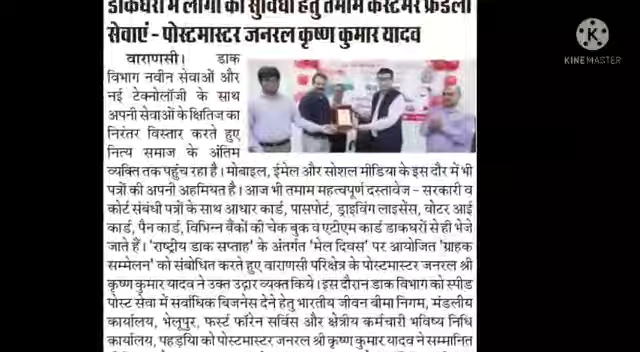 डाकघरों में लोगों की सुविधा हेतु तमाम कस्टमर फ्रेंडली
सेवाएं - पोस्टमास्टर जनरल कृष्ण कुमार यादव
वाराणसी। डाक
विभाग नवीन सेवाओं और
नई टेक्नोलॉजी के साथ
अपनी सेवाओं के क्षितिज का
निरंतर विस्तार करते हुए
नित्य समाज के अंतिम
व्यक्ति तक पहुंच रहा है। मोबाइल, ईमेल और सोशल मीडिया के इस दौर में भी
पत्रों की अपनी अहमियत है। आज भी तमाम महत्वपूर्ण दस्तावेज - सरकारी व
कोर्ट संबंधी पत्रों के साथ आधार कार्ड, पासपोर्ट, ड्राइविंग लाइसेंस, वोटर आई
कार्ड, पैन कार्ड, विभिन्न बैंकों की चेक बुक व एटीएम कार्ड डाकघरों से ही भेजे
जाते हैं। 'राष्ट्रीय डाक सप्ताह' के अंतर्गत 'मेल दिवस' पर आयोजित 'ग्राहक
सम्मेलन' को संबोधित करते हुए वाराणसी परिक्षेत्र के पोस्टमास्टर जनरल श्री
कृष्ण कुमार यादव ने उक्त उद्गार व्यक्त किये। इस दौरान डाक विभाग को स्पीड
पोस्ट सेवा में सर्वाधिक बिजनेस देने हेतु भारतीय जीवन बीमा निगम, मंडलीय
कार्यालय, भेलूपुर, फर्स्ट फॉरेन सर्विस और क्षेत्रीय कर्मचारी भविष्य निधि
कार्यालय, पहड़िया को पोस्टमास्टर जनरल श्री कृष्ण कुमार यादव ने सम्मानित
KINEMASTER